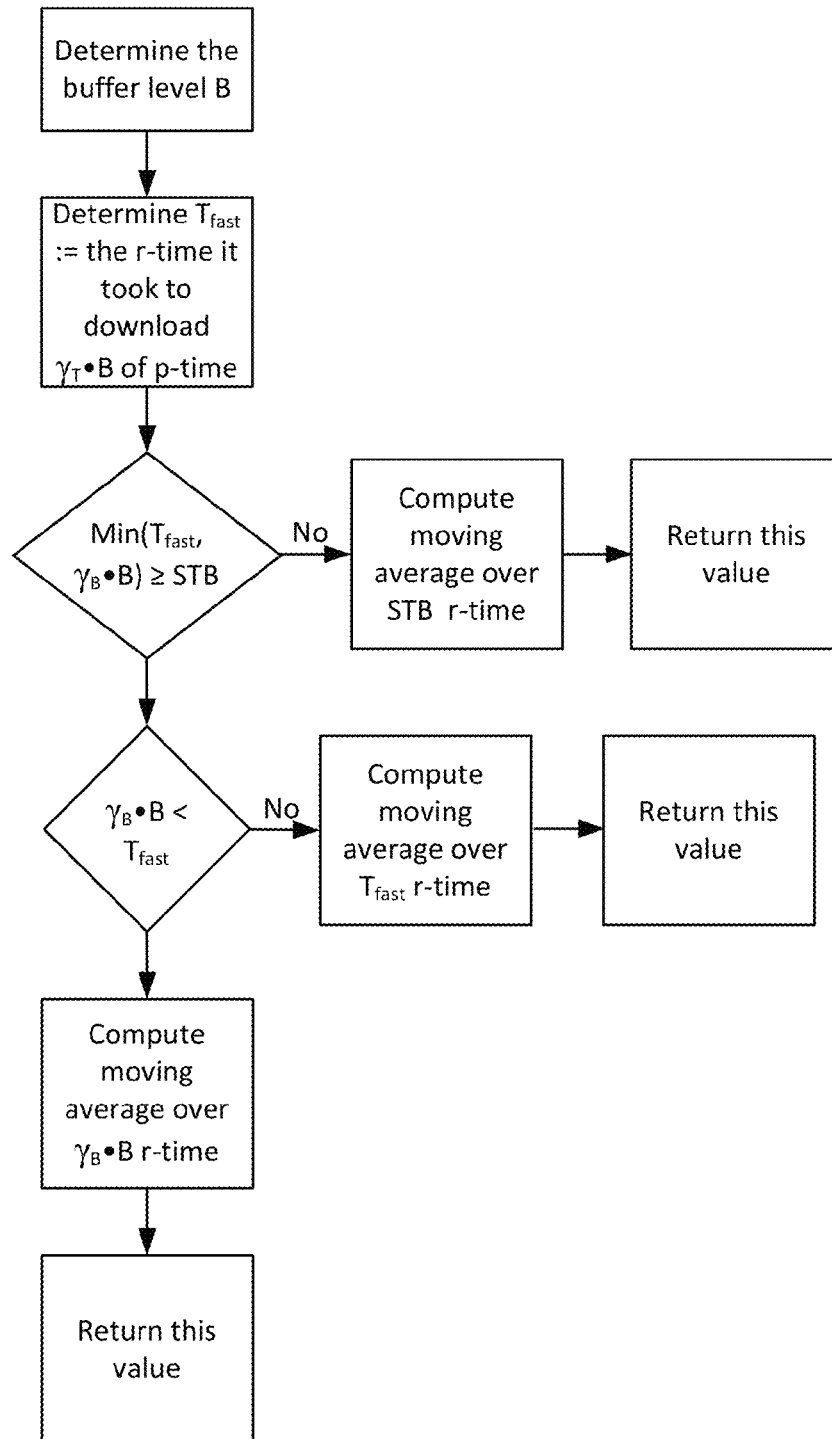 Determine the
buffer level B
Determine T_fast
:= the r-time it
took to
download
γ_T•B of p-time
Min(T_fast,
γ_B•B) ≥ STB
No
Compute
moving
average over
STB r-time
Return this
value
γ_B•B <
T_fast
No
Compute
moving
average over
T_fast r-time
Return this
value
Compute
moving
average over
γ_B•B r-time
Return this
value